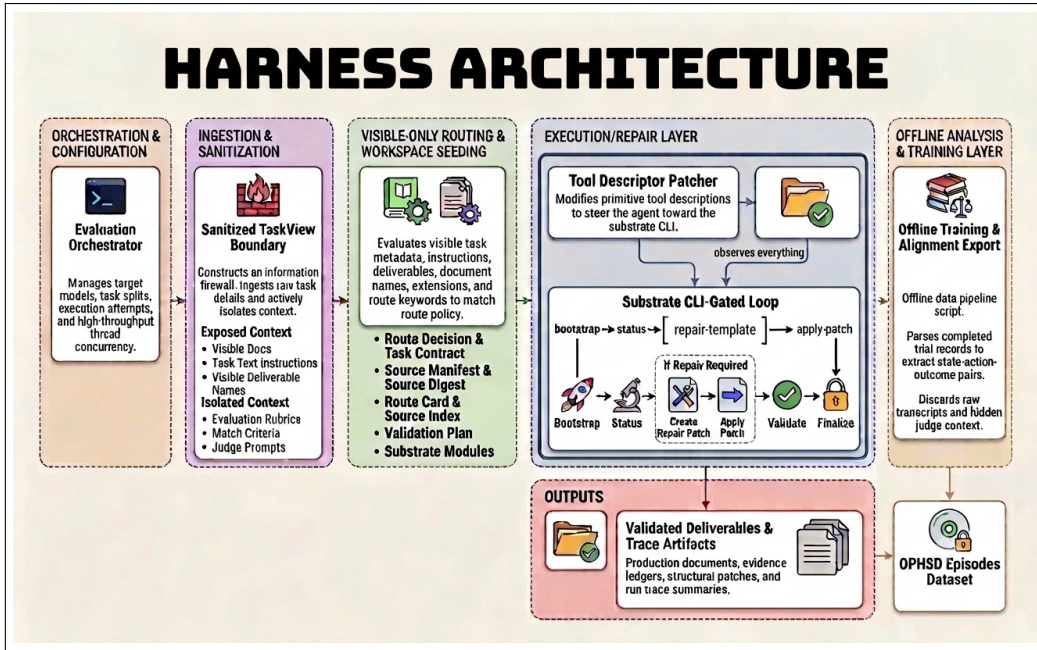 HARNESS ARCHITECTURE
ORCHESTRATION &
CONFIGURATION
Evaluation
Orchestrator
Manages target
models, task splits,
execution attempts,
and high-throughput
thread
concurrency.
INGESTION &
SANITIZATION
Sanitized TaskView
Boundary
Constructs an information
firewall. Ingests raw task
details and actively
isolates context.
Exposed Context
• Visible Docs
• Task Text Instructions
• Visible Deliverable
Names
Isolated Context
• Evaluation Rubrics
• Match Criteria
• Judge Prompts
VISIBLE-ONLY ROUTING &
WORKSPACE SEEDING
Evaluates visible task
metadata, instructions,
deliverables, document
names, extensions, and
route keywords to match
route policy.
• Route Decision &
Task Contract
• Source Manifest &
Source Digest
• Route Card &
Source Index
• Validation Plan
• Substrate Modules
EXECUTION/REPAIR LAYER
Tool Descriptor Patcher
Modifies primitive tool descriptions
to steer the agent toward the
substrate CLI.
observes everything
Substrate CLI-Gated Loop
bootstrap status [ repair-template ] apply-patch
If Repair Required
Bootstrap Status Create Repair Patch Apply Patch Validate Finalize
OUTPUTS
Validated Deliverables &
Trace Artifacts
Production documents, evidence
ledgers, structural patches, and
run trace summaries.
OFFLINE ANALYSIS
& TRAINING LAYER
Offline Training &
Alignment Export
Offline data pipeline
script.
Parses completed
trial records to
extract state-action-
outcome pairs.
Discards raw
transcripts and hidden
judge context.
OPHSD Episodes
Dataset